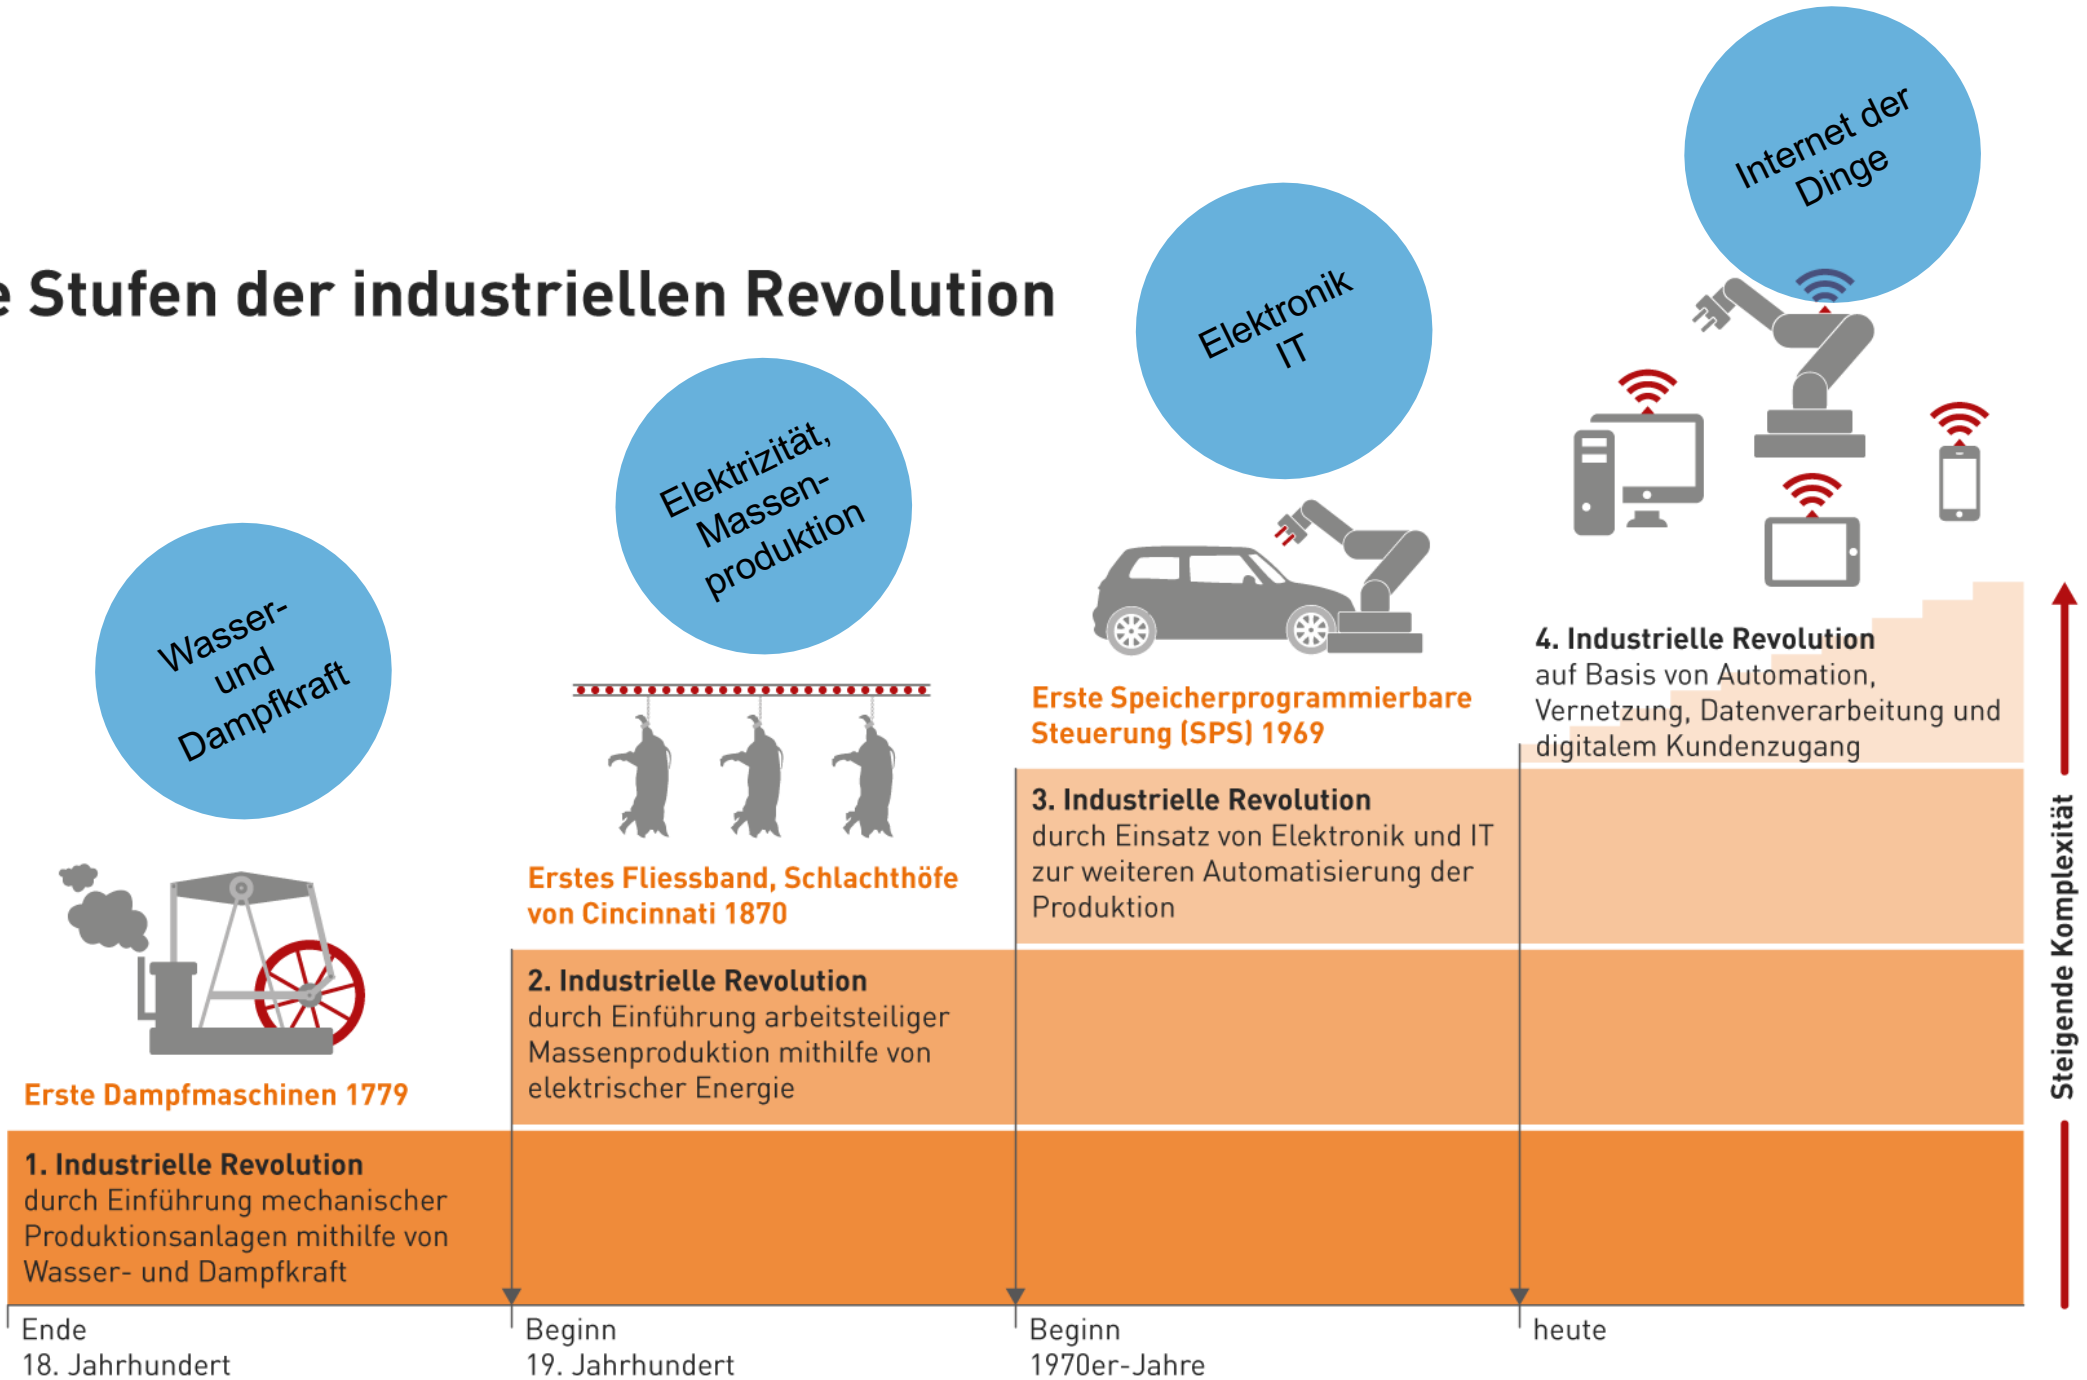 e Stufen der industriellen Revolution
Wasser-
und
Dampfkraft
Elektrizität,
Massen-
produktion
Elektronik
IT
Internet der
Dinge
Erste Dampfmaschinen 1779
1. Industrielle Revolution
durch Einführung mechanischer
Produktionsanlagen mithilfe von
Wasser- und Dampfkraft
Erstes Fliessband, Schlachthöfe
von Cincinnati 1870
2. Industrielle Revolution
durch Einführung arbeitsteiliger
Massenproduktion mithilfe von
elektrischer Energie
Erste Speicherprogrammierbare
Steuerung (SPS) 1969
3. Industrielle Revolution
durch Einsatz von Elektronik und IT
zur weiteren Automatisierung der
Produktion
4. Industrielle Revolution
auf Basis von Automation,
Vernetzung, Datenverarbeitung und
digitalem Kundenzugang
Steigende Komplexität
Ende
18. Jahrhundert
Beginn
19. Jahrhundert
Beginn
1970er-Jahre
heute